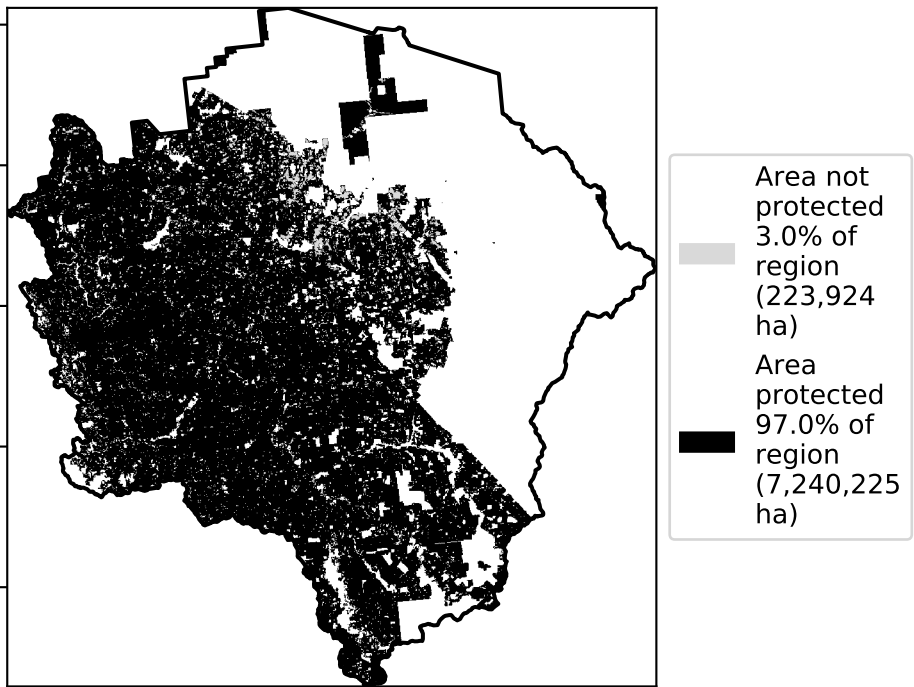 Area not
protected
3.0% of
region
(223,924
ha)
Area
protected
97.0% of
region
(7,240,225
ha)